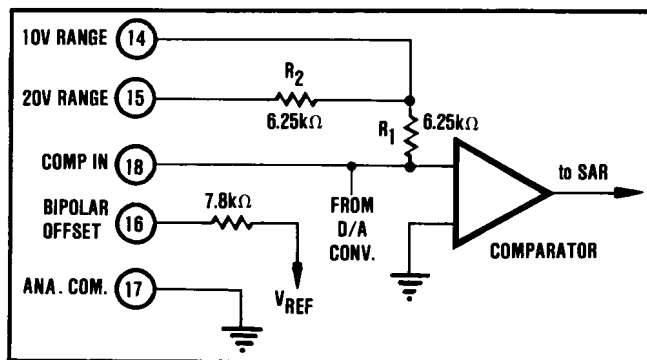 10V RANGE 14
20V RANGE 15
R2
6.25kΩ
R1 6.25kΩ
COMP IN 18
BIPOLAR
OFFSET 16
7.8kΩ
VREF
FROM
D/A
CONV.
to SAR
COMPARATOR
ANA. COM. 17